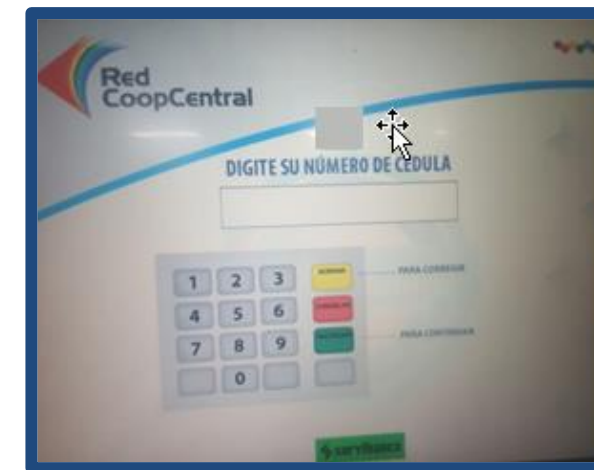 Red
CoopCentral
DIGITE SU NÚMERO DE CÉDULA
1 2 3
PARA CORREGIR
4 5 6
7 8 9
PARA CONTINUAR
0
servibanca